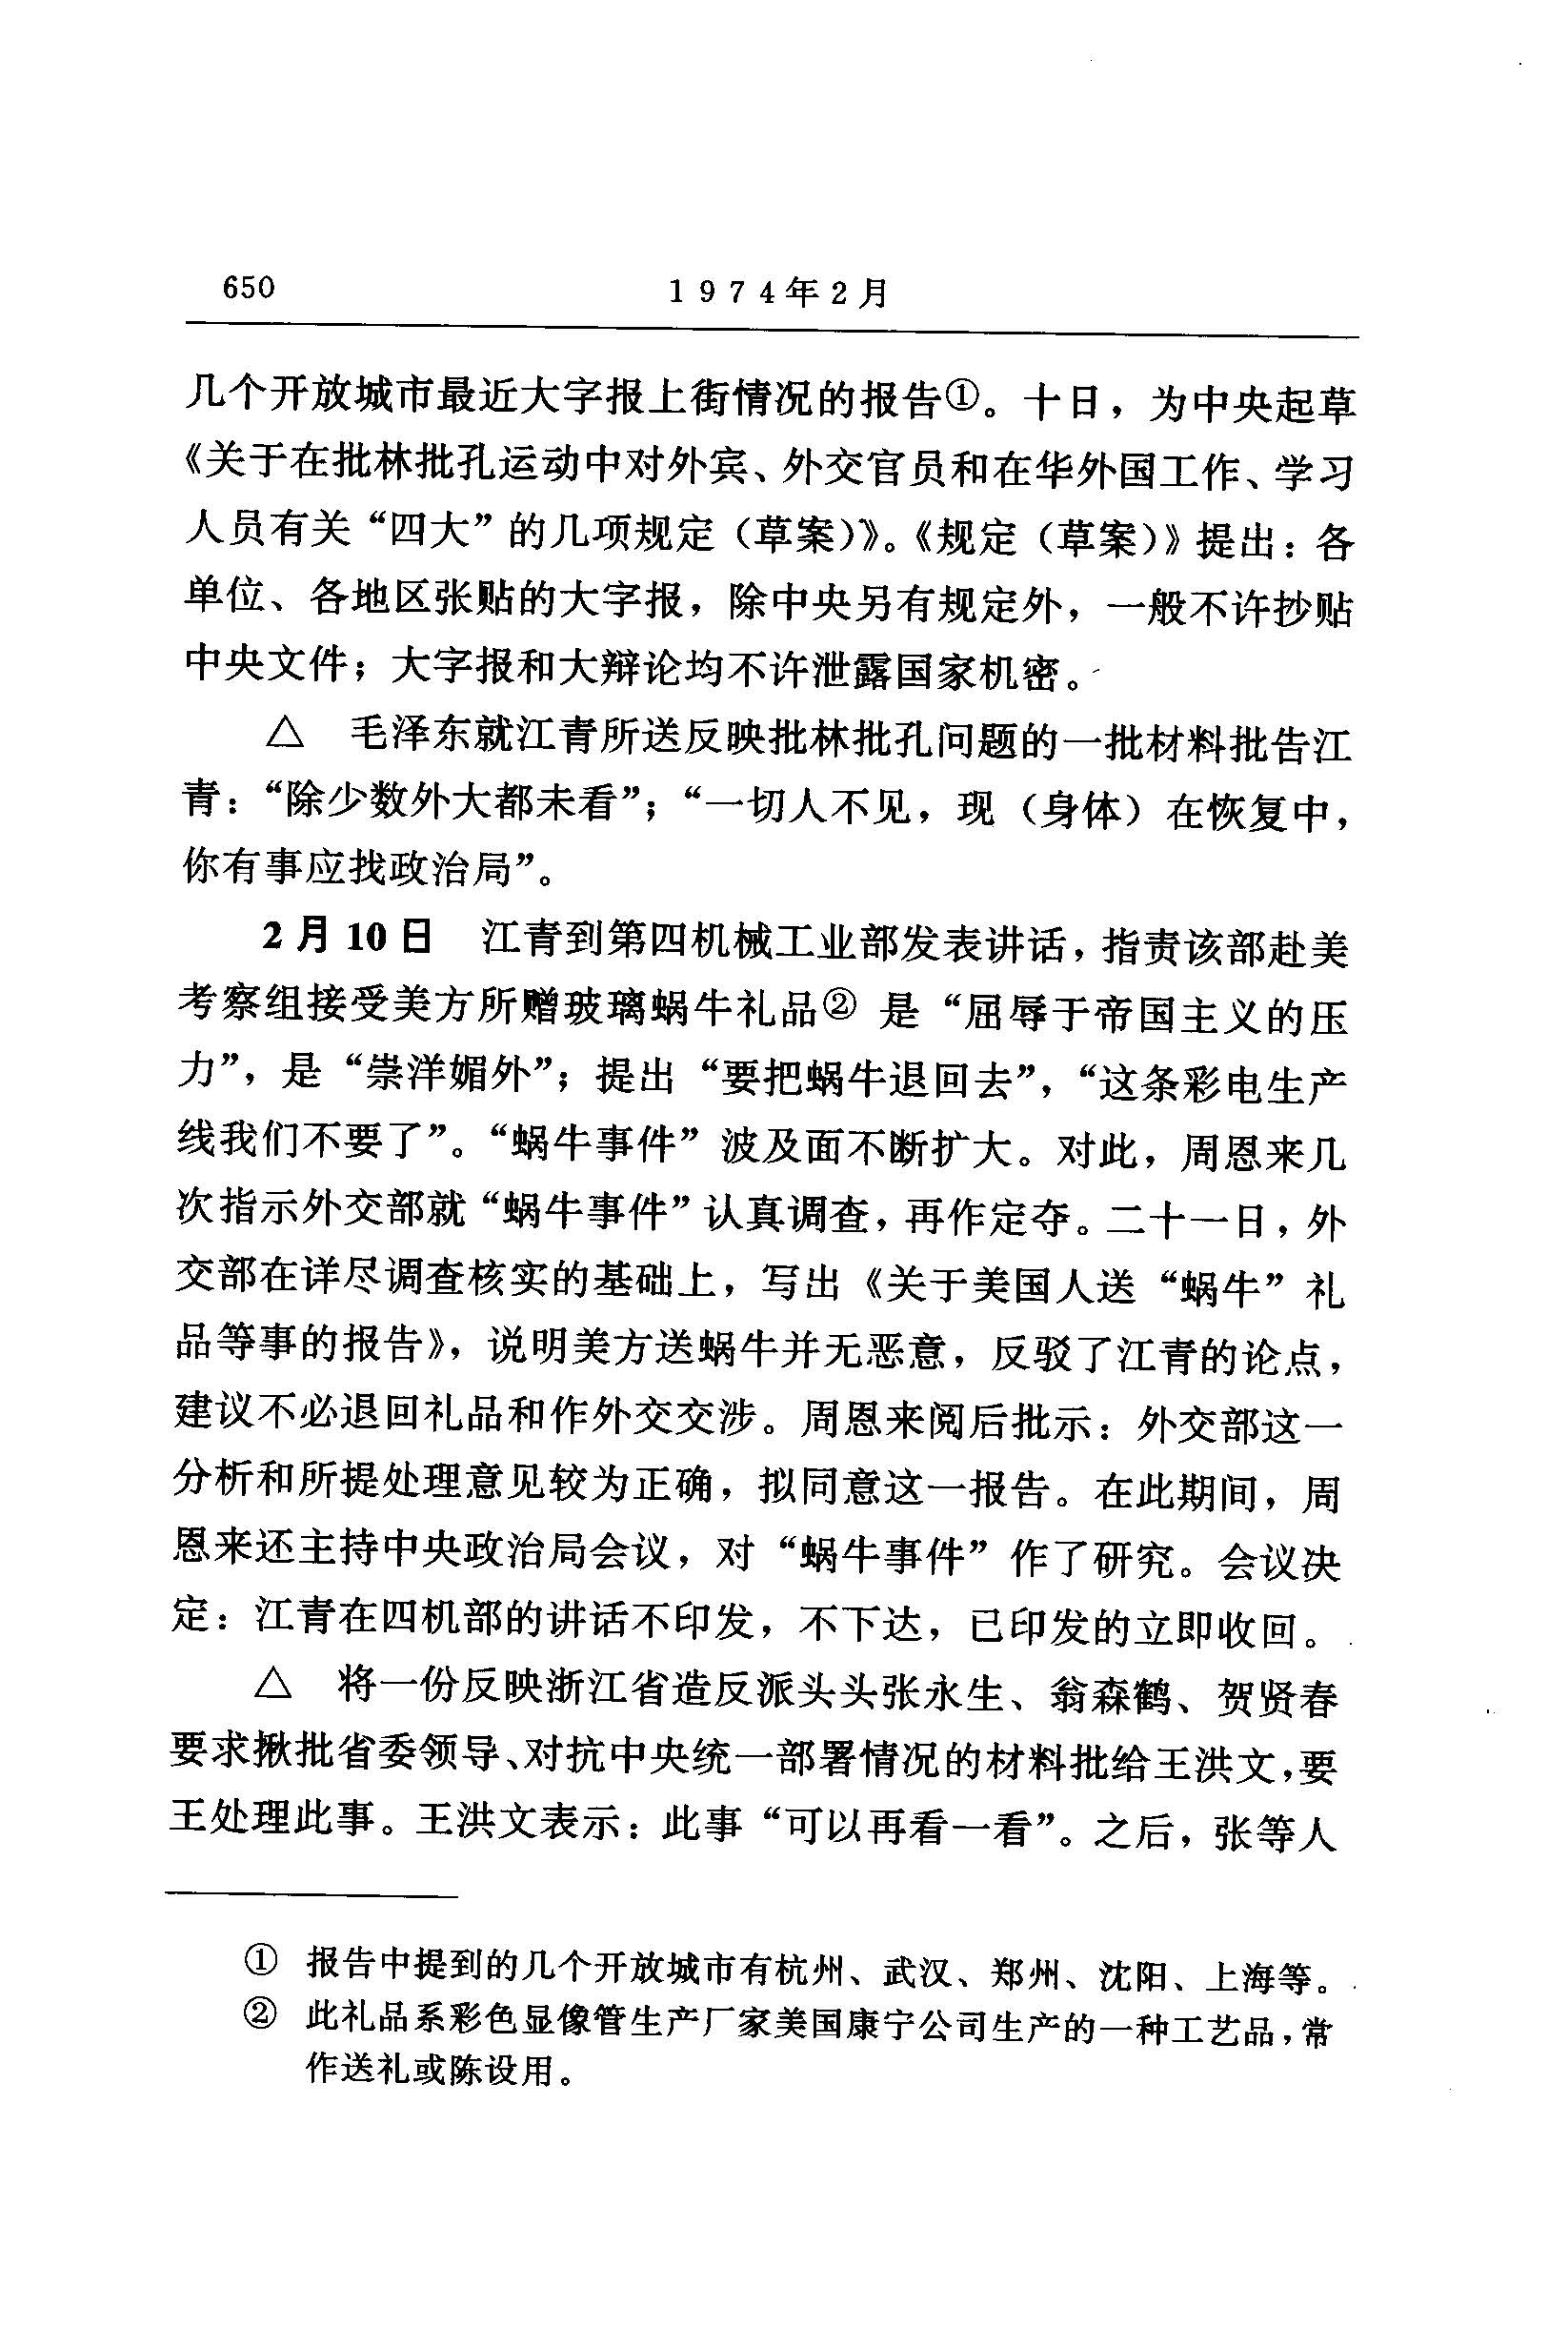 650
1974年2月
几个开放城市最近大字报上街情况的报告①。十日，为中央起草
《关于在批林批孔运动中对外宾、外交官员和在华外国工作、学习
人员有关“四大”的几项规定（草案）》。《规定（草案）》提出：各
单位、各地区张贴的大字报，除中央另有规定外，一般不许抄贴
中央文件；大字报和大辩论均不许泄露国家机密。
△　毛泽东就江青所送反映批林批孔问题的一批材料批告江
青：“除少数外大都未看”；“一切人不见，现（身体）在恢复中，
你有事应找政治局”。
2月10日　江青到第四机械工业部发表讲话，指责该部赴美
考察组接受美方所赠玻璃蜗牛礼品②是“屈辱于帝国主义的压
力”，是“崇洋媚外”；提出“要把蜗牛退回去”，“这条彩电生产
线我们不要了”。“蜗牛事件”波及面不断扩大。对此，周恩来几
次指示外交部就“蜗牛事件”认真调查，再作定夺。二十一日，外
交部在详尽调查核实的基础上，写出《关于美国人送“蜗牛”礼
品等事的报告》，说明美方送蜗牛并无恶意，反驳了江青的论点，
建议不必退回礼品和作外交交涉。周恩来阅后批示：外交部这一
分析和所提处理意见较为正确，拟同意这一报告。在此期间，周
恩来还主持中央政治局会议，对“蜗牛事件”作了研究。会议决
定：江青在四机部的讲话不印发，不下达，已印发的立即收回。
△　将一份反映浙江省造反派头头张永生、翁森鹤、贺贤春
要求揪批省委领导、对抗中央统一部署情况的材料批给王洪文，要
王处理此事。王洪文表示：此事“可以再看一看”。之后，张等人
①　报告中提到的几个开放城市有杭州、武汉、郑州、沈阳、上海等。
②　此礼品系彩色显像管生产厂家美国康宁公司生产的一种工艺品，常
作送礼或陈设用。